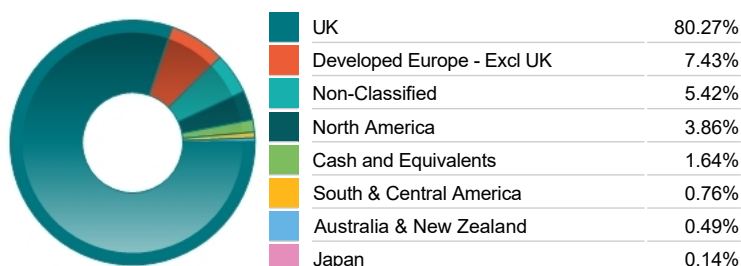 UK 80.27%
Developed Europe - Excl UK 7.43%
Non-Classified 5.42%
North America 3.86%
Cash and Equivalents 1.64%
South & Central America 0.76%
Australia & New Zealand 0.49%
Japan 0.14%